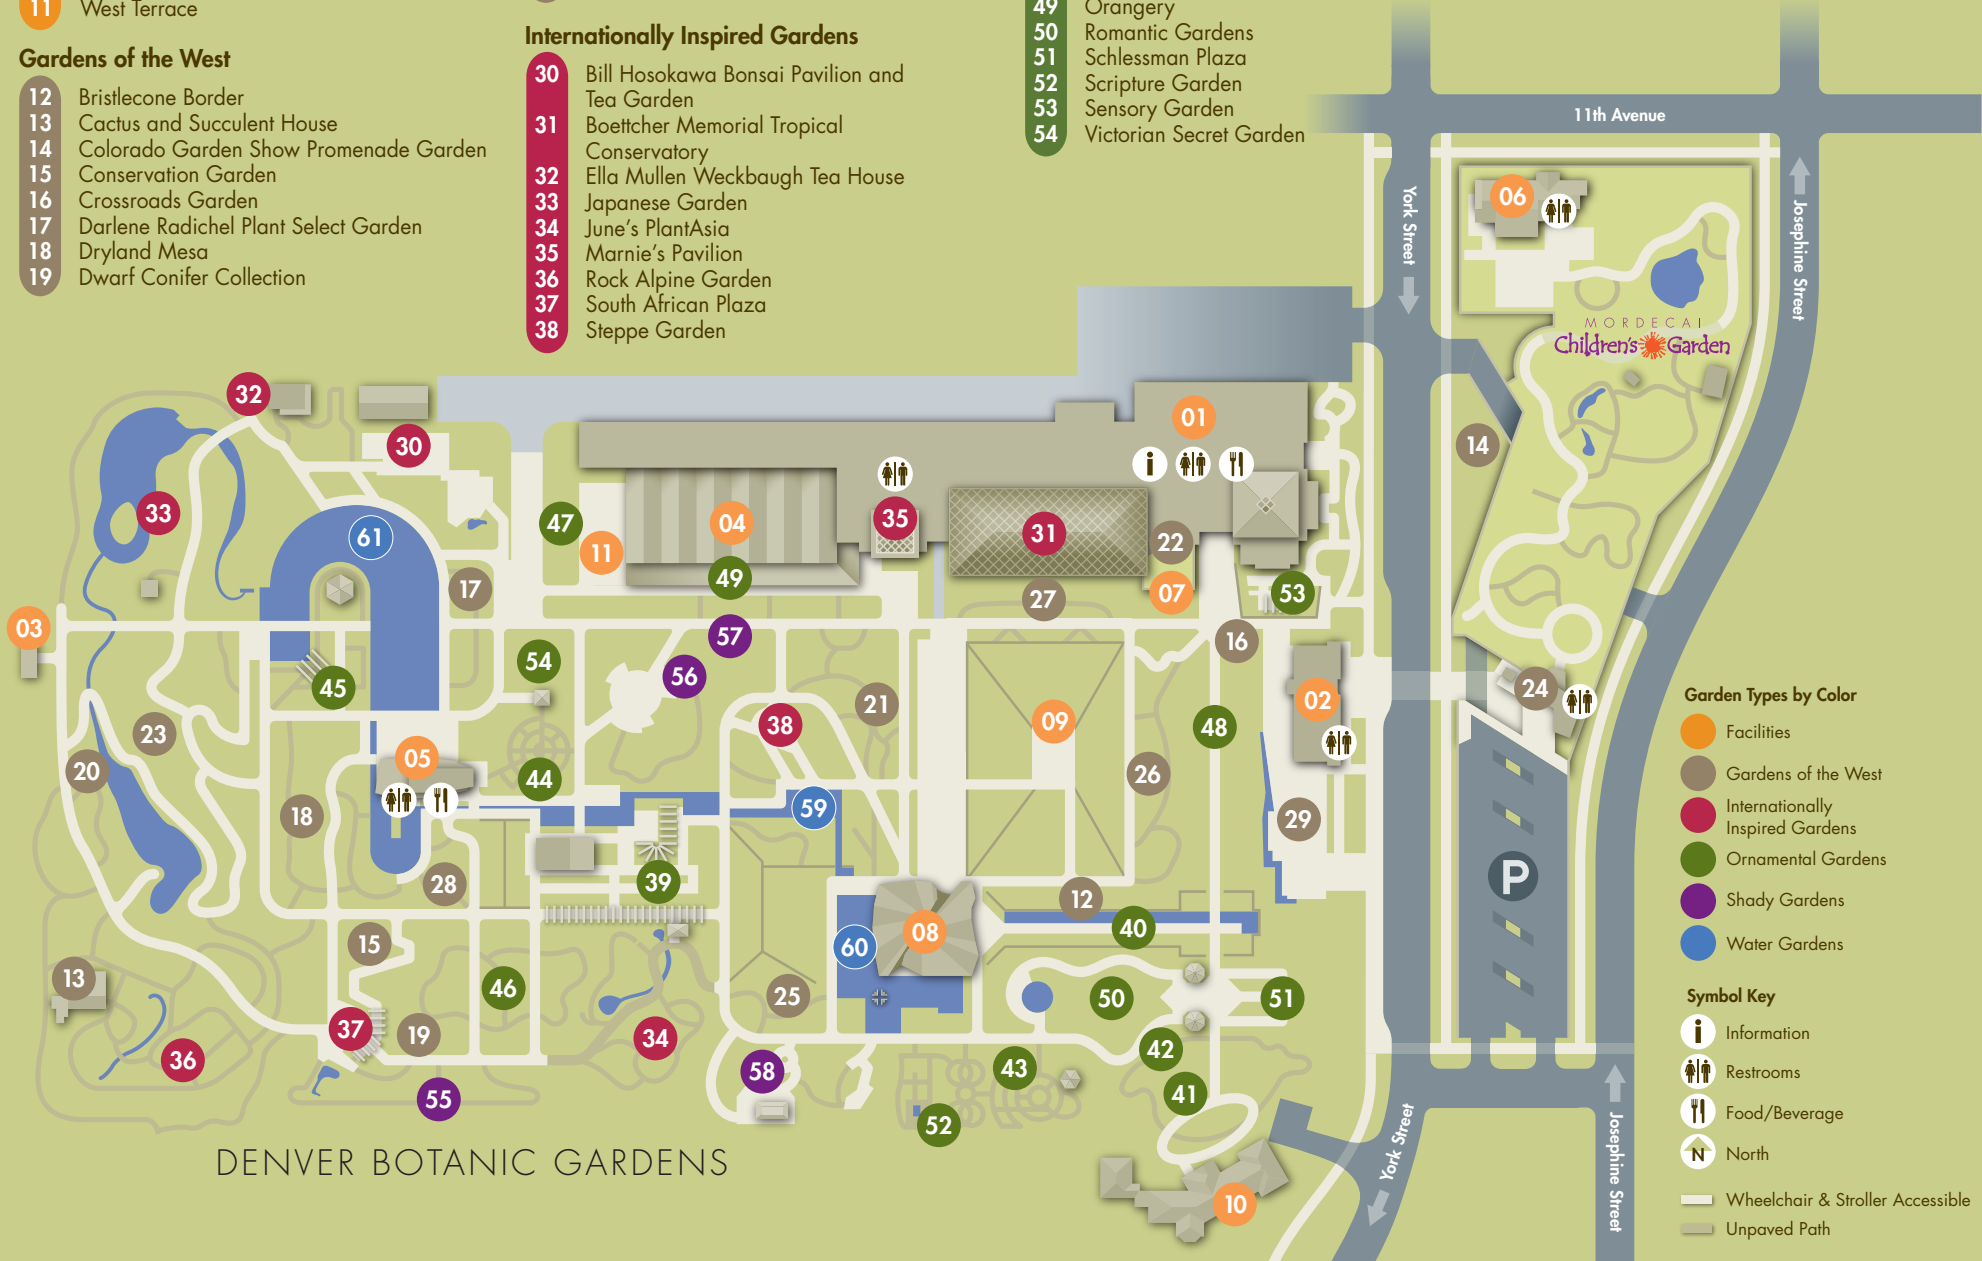 11 West Terrace
Gardens of the West
12 Bristlecone Border
13 Cactus and Succulent House
14 Colorado Garden Show Promenade Garden
15 Conservation Garden
16 Crossroads Garden
17 Darlene Radichel Plant Select Garden
18 Dryland Mesa
19 Dwarf Conifer Collection
Internationally Inspired Gardens
30 Bill Hosokawa Bonsai Pavilion and
Tea Garden
31 Boettcher Memorial Tropical
Conservatory
32 Ella Mullen Weckbaugh Tea House
33 Japanese Garden
34 June's PlantAsia
35 Marnie's Pavilion
36 Rock Alpine Garden
37 South African Plaza
38 Steppe Garden
49 Orangery
50 Romantic Gardens
51 Schlessman Plaza
52 Scripture Garden
53 Sensory Garden
54 Victorian Secret Garden
11th Avenue
York Street
Josephine Street
06
MORDECAI
Children's Garden
32
30
01
14
33
61
47
11
04
35
31
22
49
17
07
27
53
03
57
16
54
45
56
24
02
23
38
21
09
48
20
05
44
26
18
59
29
28
39
12
P
15
60
08
40
13
46
25
50
51
37
19
34
42
36
58
43
41
55
52
10
York Street
Josephine Street
DENVER BOTANIC GARDENS
Garden Types by Color
Facilities
Gardens of the West
Internationally
Inspired Gardens
Ornamental Gardens
Shady Gardens
Water Gardens
Symbol Key
i Information
Restrooms
Food/Beverage
N North
Wheelchair & Stroller Accessible
Unpaved Path